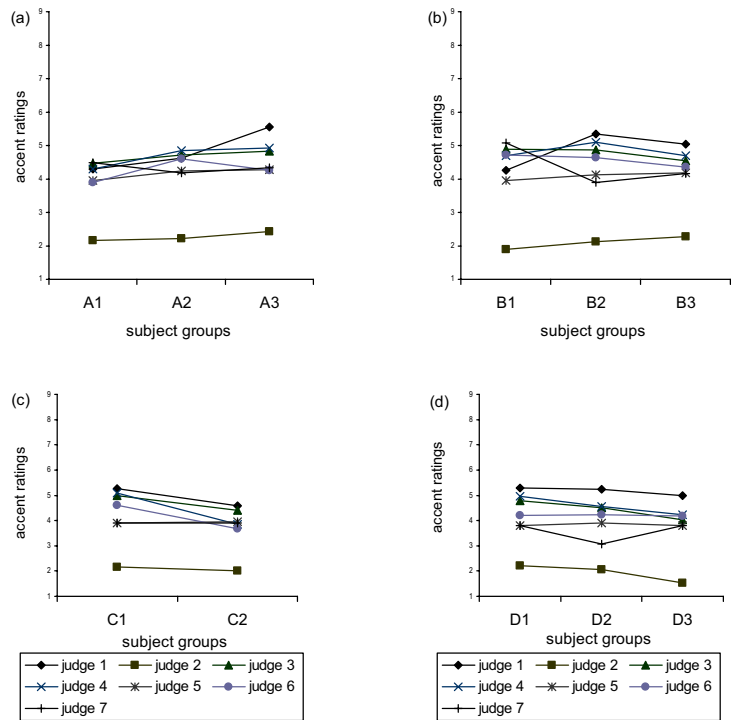 (a)
9
8
7
6
5
4
3
2
1
accent ratings
A1 A2 A3
subject groups
(b)
9
8
7
6
5
4
3
2
1
accent ratings
B1 B2 B3
subject groups
(c)
9
8
7
6
5
4
3
2
1
accent ratings
C1 C2
subject groups
judge 1 judge 2 judge 3
judge 4 judge 5 judge 6
judge 7
(d)
9
8
7
6
5
4
3
2
1
accent ratings
D1 D2 D3
subject groups
judge 1 judge 2 judge 3
judge 4 judge 5 judge 6
judge 7